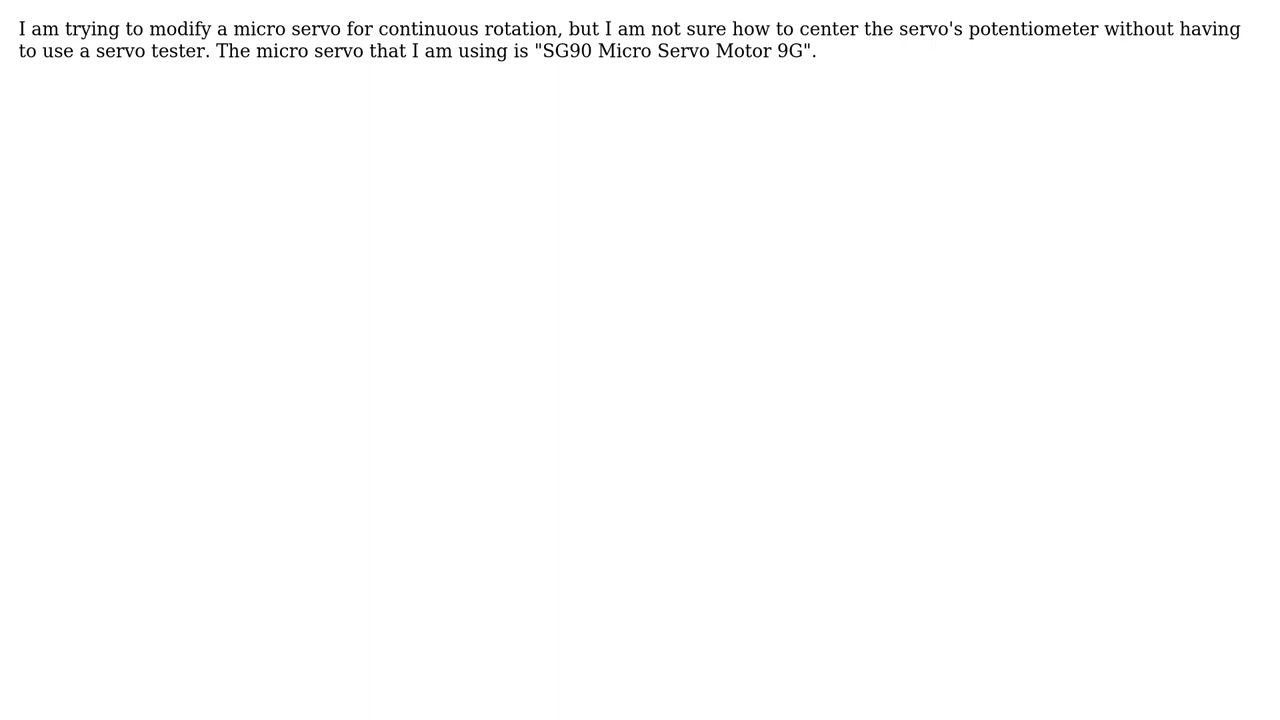 I am trying to modify a micro servo for continuous rotation, but I am not sure how to center the servo's potentiometer without having
to use a servo tester. The micro servo that I am using is "SG90 Micro Servo Motor 9G".